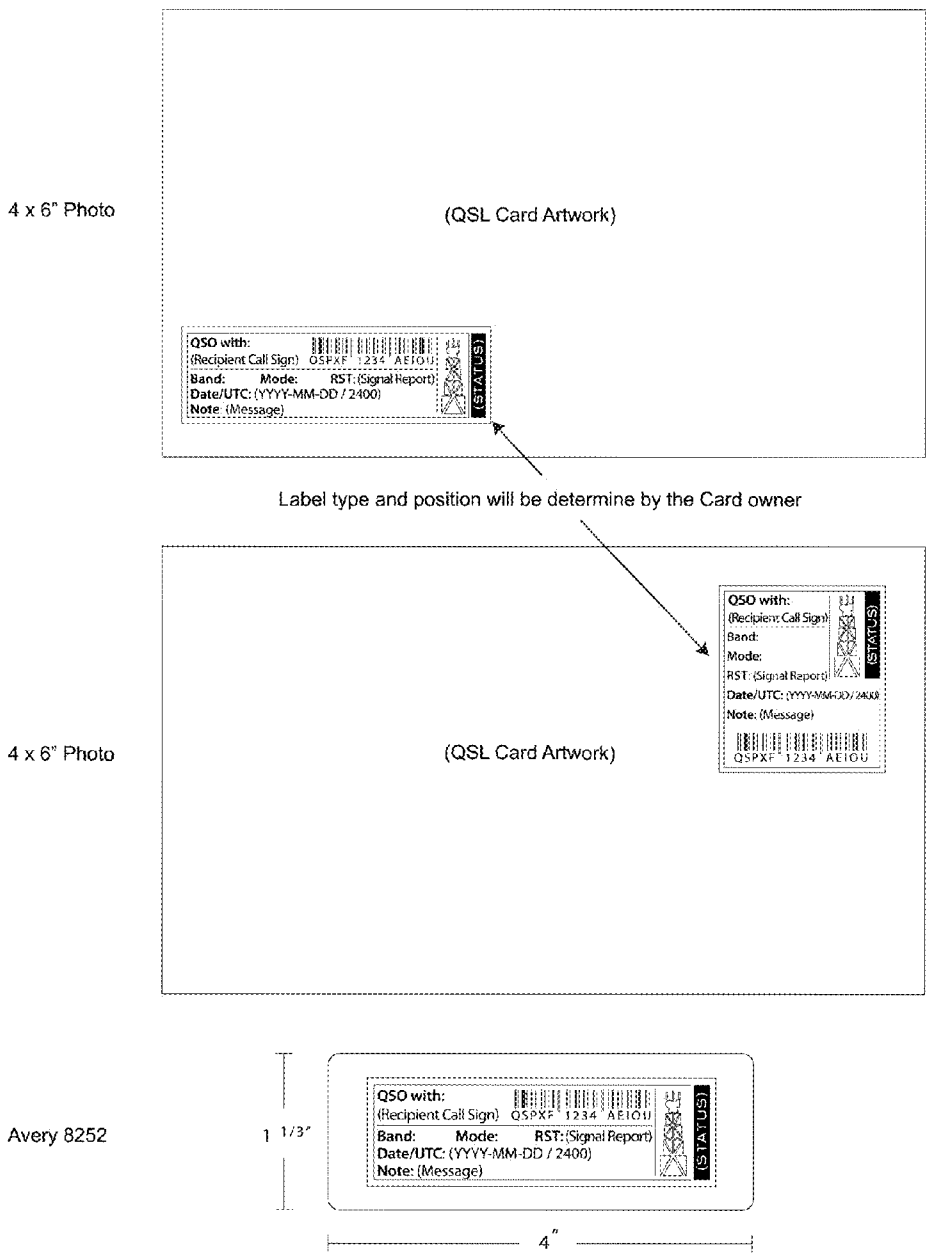 4 x 6" Photo
(QSL Card Artwork)
QSO with:
(Recipient Call Sign) QSPXF 1234 AEIOU
Band: Mode: RST: (Signal Report)
Date/UTC: (YYYY-MM-DD / 2400)
Note: (Message)
(STATUS)
Label type and position will be determine by the Card owner
QSO with:
(Recipient Call Sign)
Band:
Mode:
RST: (Signal Report)
Date/UTC: (YYYY-MM-DD/2400)
Note: (Message)
QSPXF 1234 AEIOU
(STATUS)
4 x 6" Photo
(QSL Card Artwork)
Avery 8252
1 1/3"
QSO with:
(Recipient Call Sign) QSPXF 1234 AEIOU
Band: Mode: RST: (Signal Report)
Date/UTC: (YYYY-MM-DD / 2400)
Note: (Message)
(STATUS)
4"